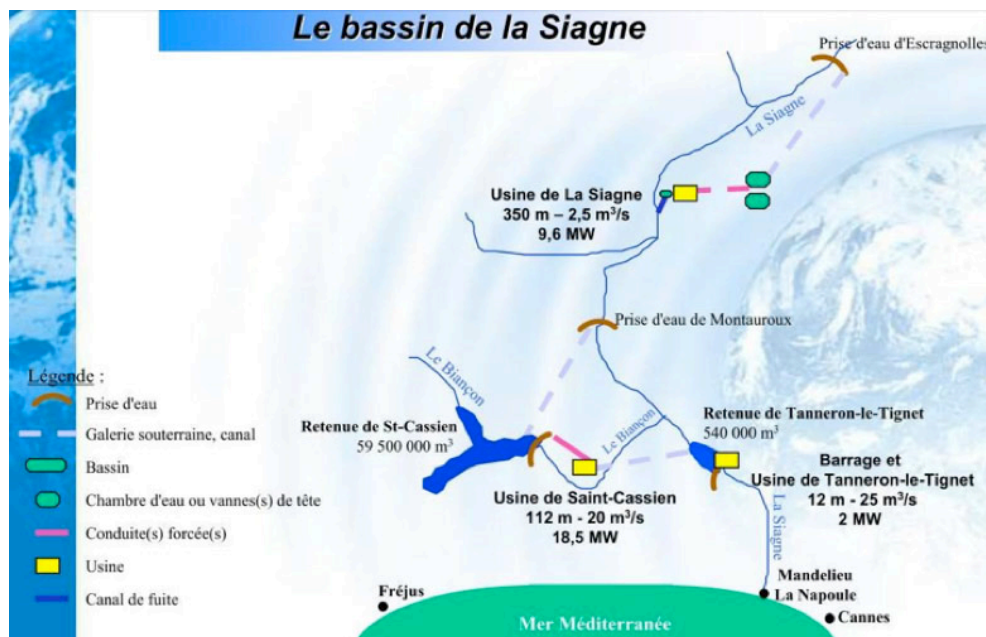 Le bassin de la Siagne
Prise d'eau d'Escragnolles
La Siagne
Usine de La Siagne
350 m – 2,5 m³/s
9,6 MW
Prise d'eau de Montauroux
Le Biançon
Légende :
Prise d'eau
Galerie souterraine, canal
Bassin
Chambre d'eau ou vannes(s) de tête
Conduite(s) forcée(s)
Usine
Canal de fuite
Retenue de St-Cassien
59 500 000 m³
Le Biançon
Retenue de Tanneron-le-Tignet
540 000 m³
Usine de Saint-Cassien
112 m - 20 m³/s
18,5 MW
Barrage et
Usine de Tanneron-le-Tignet
12 m - 25 m³/s
2 MW
La Siagne
Fréjus
Mandelieu
La Napoule
Cannes
Mer Méditerranée